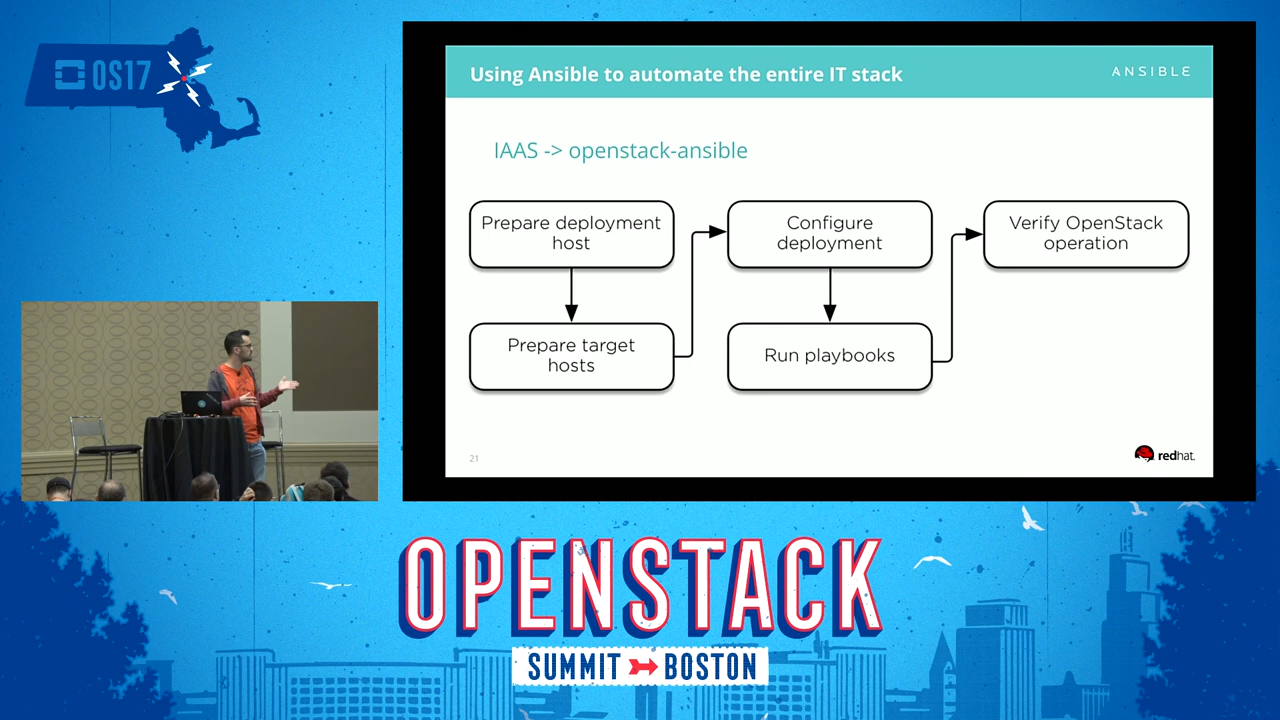 OS17
Using Ansible to automate the entire IT stack
ANSIBLE
IAAS -> openstack-ansible
Prepare deployment
host
Prepare target
hosts
Configure
deployment
Run playbooks
Verify OpenStack
operation
21
redhat.
OPENSTACK
SUMMIT BOSTON